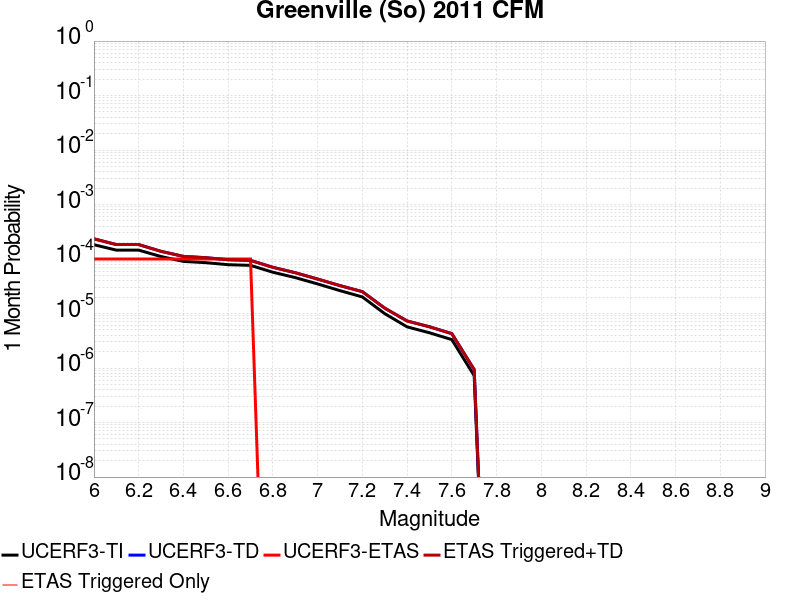 Greenville (So) 2011 CFM
1 Month Probability
10^0
10^-1
10^-2
10^-3
10^-4
10^-5
10^-6
10^-7
10^-8
6 6.2 6.4 6.6 6.8 7 7.2 7.4 7.6 7.8 8 8.2 8.4 8.6 8.8 9
Magnitude
UCERF3-TI UCERF3-TD UCERF3-ETAS ETAS Triggered+TD
ETAS Triggered Only